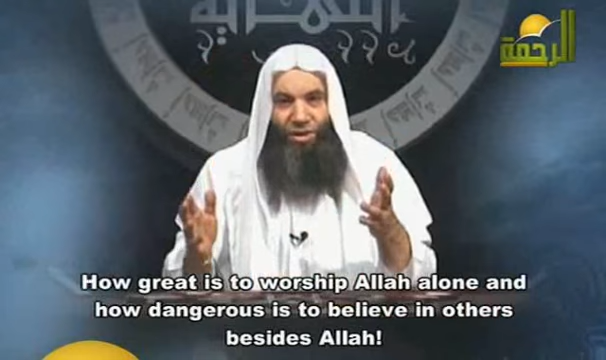 الرحمة
How great is to worship Allah alone and
how dangerous is to believe in others
besides Allah!